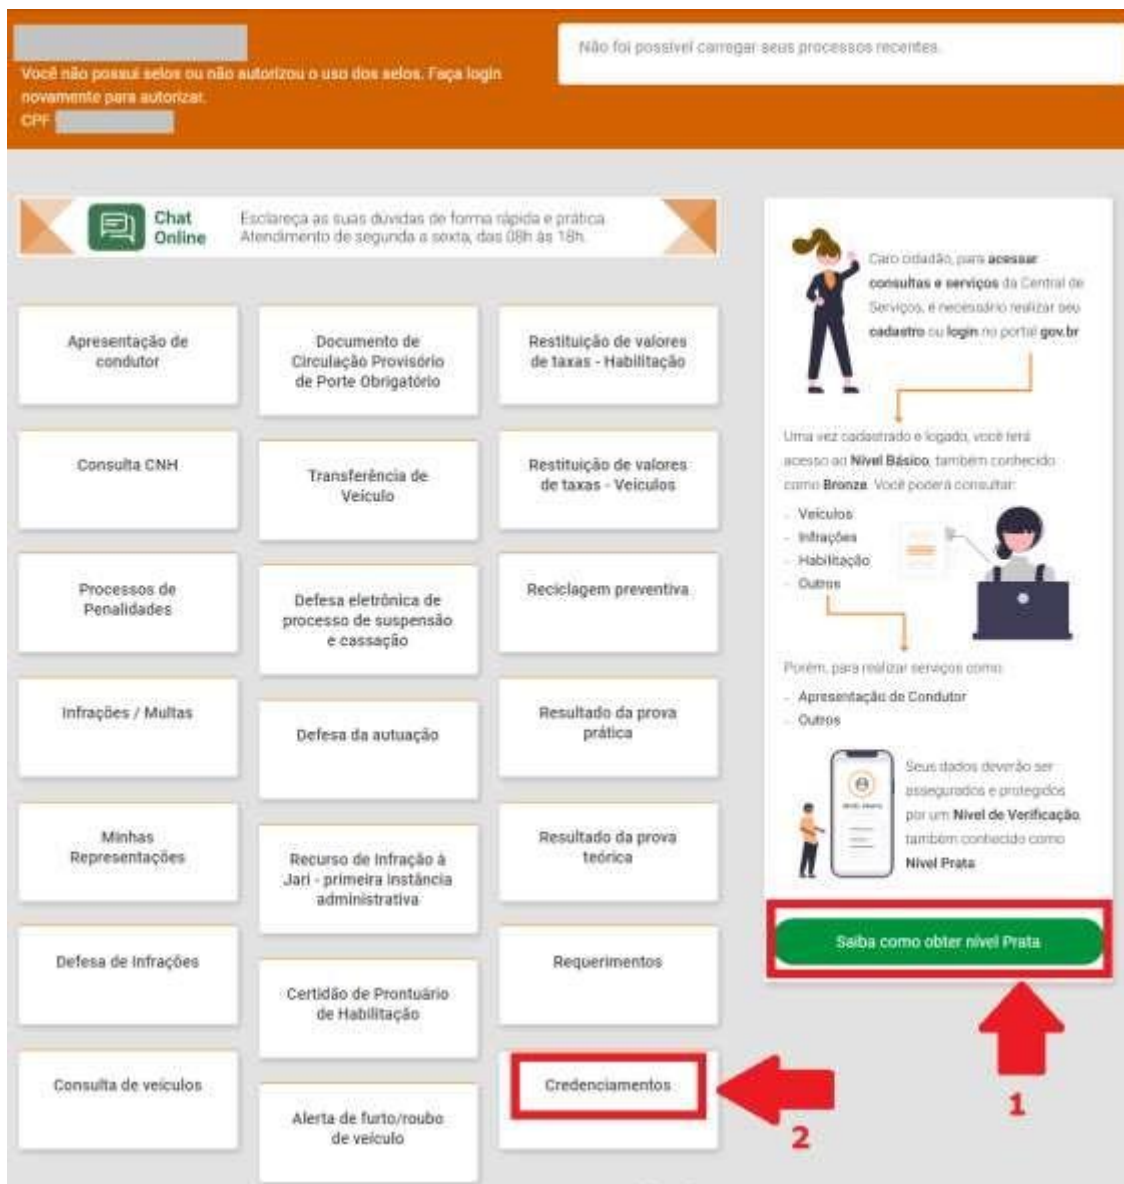 Você não possui selos ou não autorizou o uso dos selos. Faça login
novamente para autorizar.
CPF
Não foi possível carregar seus processos recentes.
Chat
Online
Esclareça as suas dúvidas de forma rápida e prática
Atendimento de segunda a sexta, das 08h às 18h.
Apresentação de
condutor
Documento de
Circulação Provisório
de Porte Obrigatório
Restituição de valores
de taxas - Habilitação
Consulta CNH
Transferência de
Veículo
Restituição de valores
de taxas - Veículos
Processos de
Penalidades
Defesa eletrônica de
processo de suspensão
e cassação
Reciclagem preventiva
Infrações / Multas
Defesa da autuação
Resultado da prova
prática
Minhas
Representações
Recurso de Infração à
Jari - primeira instância
administrativa
Resultado da prova
teórica
Defesa de Infrações
Certidão de Prontuário
de Habilitação
Requerimentos
Consulta de veículos
Alerta de furto/roubo
de veículo
Credenciamentos
2
Caro cidadão, para acessar
consultas e serviços da Central de
Serviços, é necessário realizar seu
cadastro ou login no portal gov.br
Uma vez cadastrado e logado, você terá
acesso ao Nível Básico, também conhecido
como Bronze. Você poderá consultar:
- Veículos
- Infrações
- Habilitação
- Outros
Porém, para realizar serviços como:
- Apresentação de Condutor
- Outros
NÍVEL PRATA
Seus dados deverão ser
assegurados e protegidos
por um Nível de Verificação,
também conhecido como
Nível Prata
Saiba como obter nível Prata
1